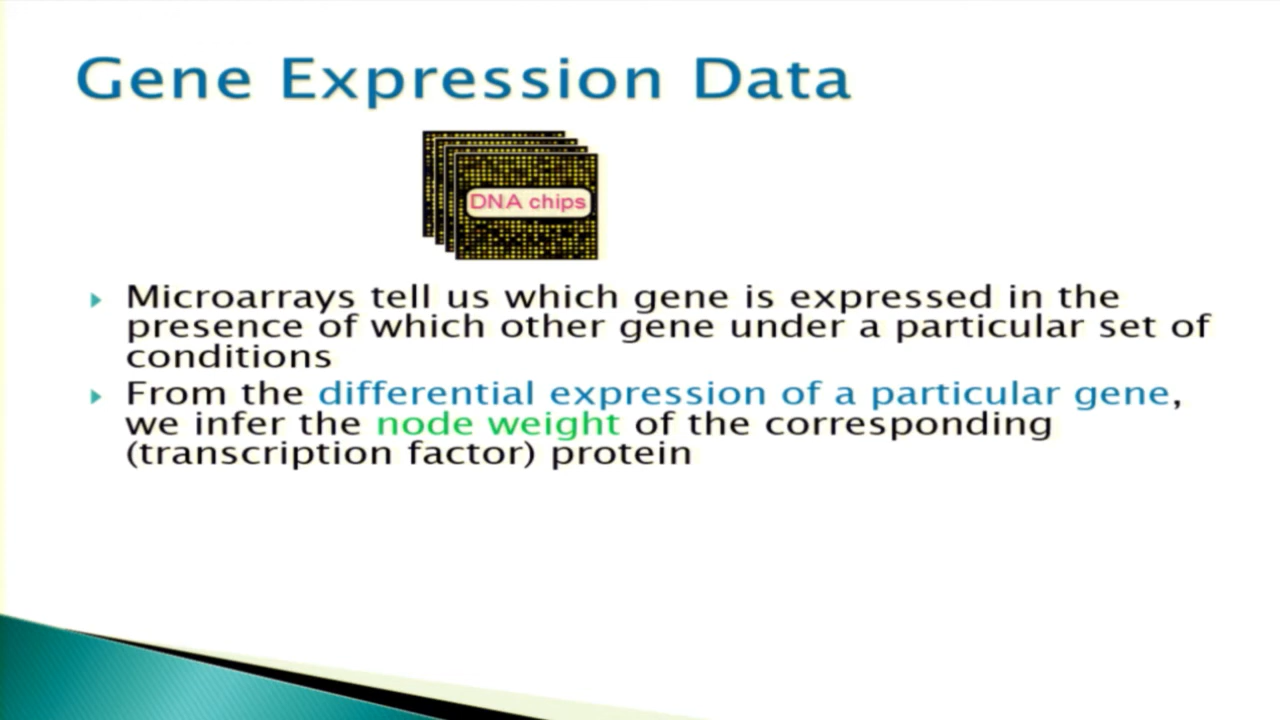 Gene Expression Data
DNA chips
Microarrays tell us which gene is expressed in the
presence of which other gene under a particular set of
conditions
From the differential expression of a particular gene,
we infer the node weight of the corresponding
(transcription factor) protein